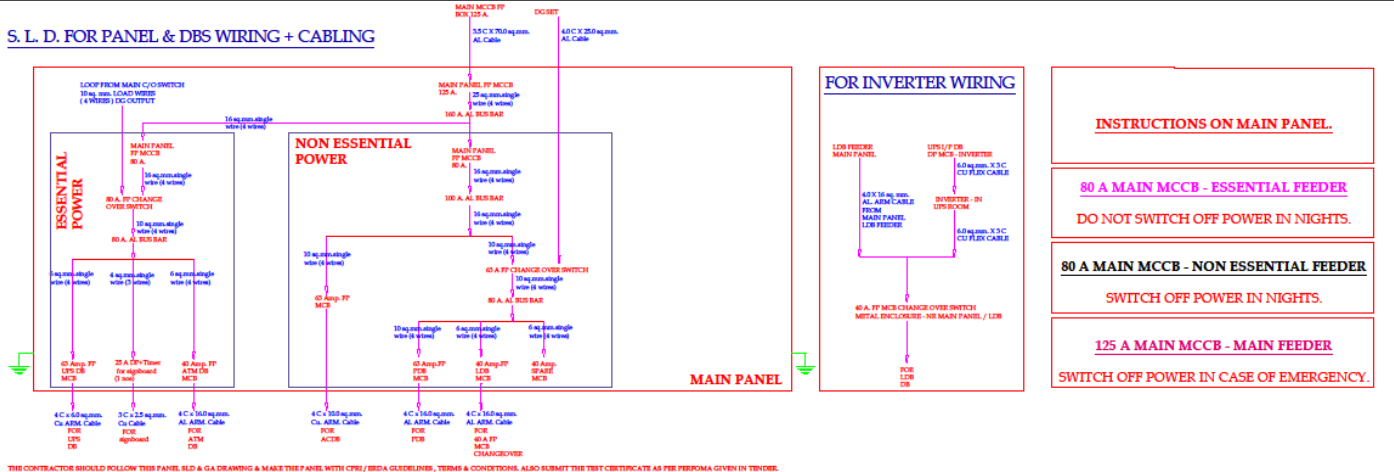 S. L. D. FOR PANEL & DBS WIRING + CABLING
MAIN MCCB FP
BOX 125 A.
DG SET
3.5 C X 70.0 sq.mm.
AL Cable
4.0 C X 25.0 sq.mm.
AL Cable
LOOP FROM MAIN C/O SWITCH
10 sq. mm. LOAD WIRES
( 4 WIRES ) DG OUTPUT
MAIN PANEL FP MCCB
125 A.
25 sq.mm.single
wire (4 wires)
160 A. AL BUS BAR
16 sq.mm.single
wire (4 wires)
ESSENTIAL
POWER
MAIN PANEL
FP MCCB
80 A.
16 sq.mm.single
wire (4 wires)
80 A. FP CHANGE
OVER SWITCH
10 sq.mm.single
wire (4 wires)
80 A. AL BUS BAR
6 sq.mm.single
wire (4 wires)
4 sq.mm.single
wire (3 wires)
6 sq.mm.single
wire (4 wires)
63 Amp. FP
UPS DB
MCB
25 A DP+Timer
for signboard
(1 nos)
40 Amp. FP
ATM DB
MCB
NON ESSENTIAL
POWER
MAIN PANEL
FP MCCB
80 A.
16 sq.mm.single
wire (4 wires)
100 A. AL BUS BAR
16 sq.mm.single
wire (4 wires)
10 sq.mm.single
wire (4 wires)
10 sq.mm.single
wire (4 wires)
63 A FP CHANGE OVER SWITCH
10 sq.mm.single
wire (4 wires)
63 Amp. FP
MCB
80 A. AL BUS BAR
10 sq.mm.single
wire (4 wires)
6 sq.mm.single
wire (4 wires)
6 sq.mm.single
wire (4 wires)
63 Amp.FP
PDB
MCB
40 Amp.FP
LDB
MCB
40 Amp.
SPARE
MCB
MAIN PANEL
4 C x 6.0 sq.mm.
Cu ARM. Cable
FOR
UPS
DB
3 C x 2.5 sq.mm.
Cu Cable
FOR
signboard
4 C x 16.0 sq.mm.
AL ARM. Cable
FOR
ATM
DB
4 C x 10.0 sq.mm.
Cu. ARM. Cable
FOR
ACDB
4 C x 16.0 sq.mm.
AL ARM. Cable
FOR
PDB
4 C x 16.0 sq.mm.
AL ARM. Cable
FOR
40 A FP
MCB
CHANGEOVER
FOR INVERTER WIRING
LDB FEEDER
MAIN PANEL
UPS I/P DB
DP MCB - INVERTER
6.0 sq.mm. X 3 C
CU FLEX CABLE
4.0 X 16 sq. mm.
AL. ARM CABLE
FROM
MAIN PANEL
LDB FEEDER
INVERTER - IN
UPS ROOM
6.0 sq.mm. X 3 C
CU FLEX CABLE
40 A. FP MCB CHANGE OVER SWITCH
METAL ENCLOSURE - NR MAIN PANEL / LDB
FOR
LDB
DB
INSTRUCTIONS ON MAIN PANEL.
80 A MAIN MCCB - ESSENTIAL FEEDER
DO NOT SWITCH OFF POWER IN NIGHTS.
80 A MAIN MCCB - NON ESSENTIAL FEEDER
SWITCH OFF POWER IN NIGHTS.
125 A MAIN MCCB - MAIN FEEDER
SWITCH OFF POWER IN CASE OF EMERGENCY.
THE CONTRACTOR SHOULD FOLLOW THIS PANEL SLD & GA DRAWING & MAKE THE PANEL WITH CPRI / ERDA GUIDELINES , TERMS & CONDITIONS. ALSO SUBMIT THE TEST CERTIFICATE AS PER PERFOMA GIVEN IN TENDER.